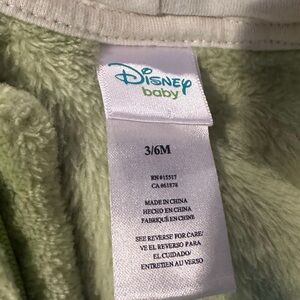 Disney
baby
3/6M
RN #15517
CA #61878
MADE IN CHINA
HECHO EN CHINA
FABRIQUÉ EN CHINE
SEE REVERSE FOR CARE/
VE EL REVERSO PARA
EL CUIDADO/
ENTRETIEN AU VERSO